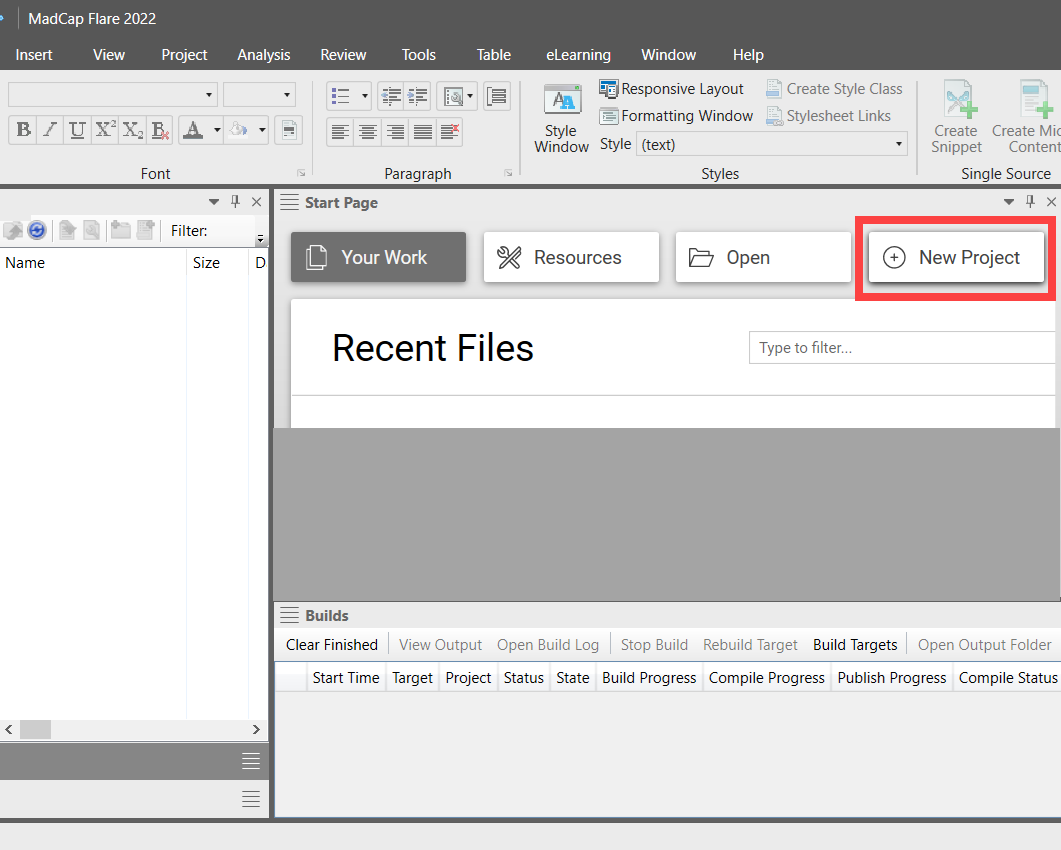 MadCap Flare 2022
Insert View Project Analysis Review Tools Table eLearning Window Help
Responsive Layout Create Style Class
Formatting Window Stylesheet Links
B I U X2 X2 B A
Style Window
Style (text)
Create Snippet
Create Mic
Content
Font Paragraph Styles Single Source
Start Page
Filter:
Your Work Resources Open New Project
Name Size D
Recent Files Type to filter...
Builds
Clear Finished View Output Open Build Log Stop Build Rebuild Target Build Targets Open Output Folder
Start Time Target Project Status State Build Progress Compile Progress Publish Progress Compile Status